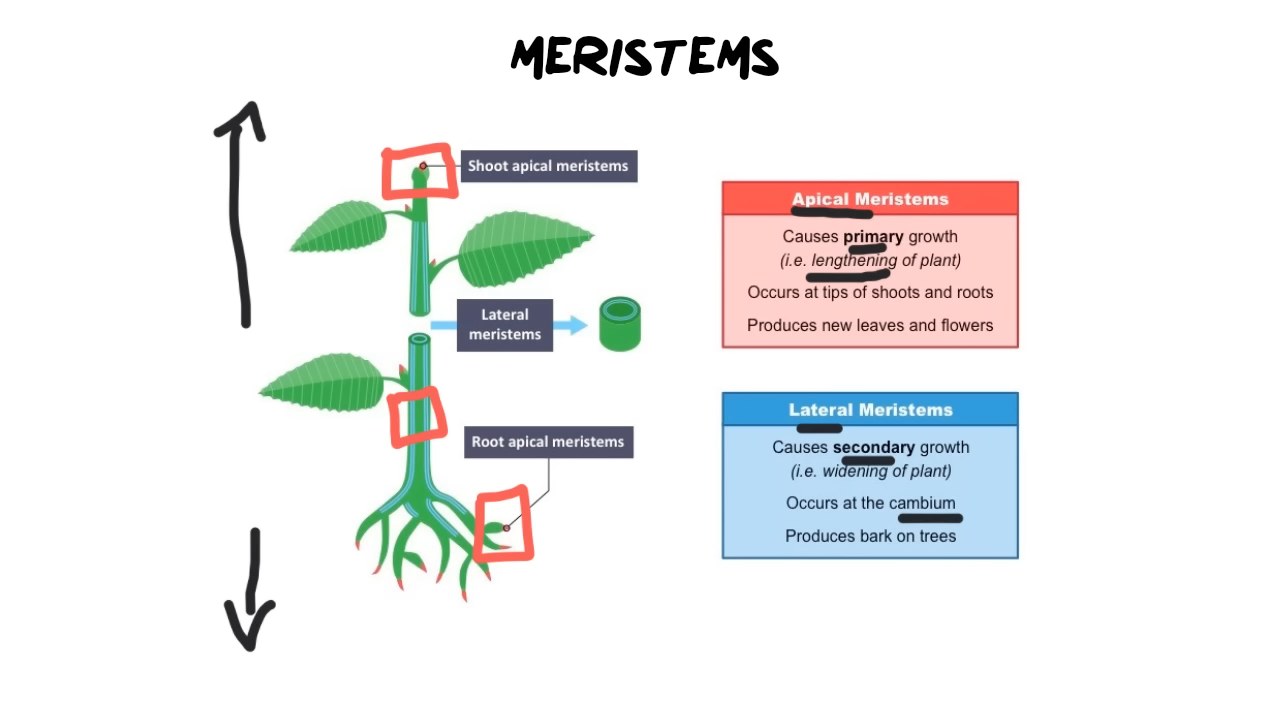 MERISTEMS
Shoot apical meristems
Lateral
meristems
Root apical meristems
Apical Meristems
Causes primary growth
(i.e. lengthening of plant)
Occurs at tips of shoots and roots
Produces new leaves and flowers
Lateral Meristems
Causes secondary growth
(i.e. widening of plant)
Occurs at the cambium
Produces bark on trees